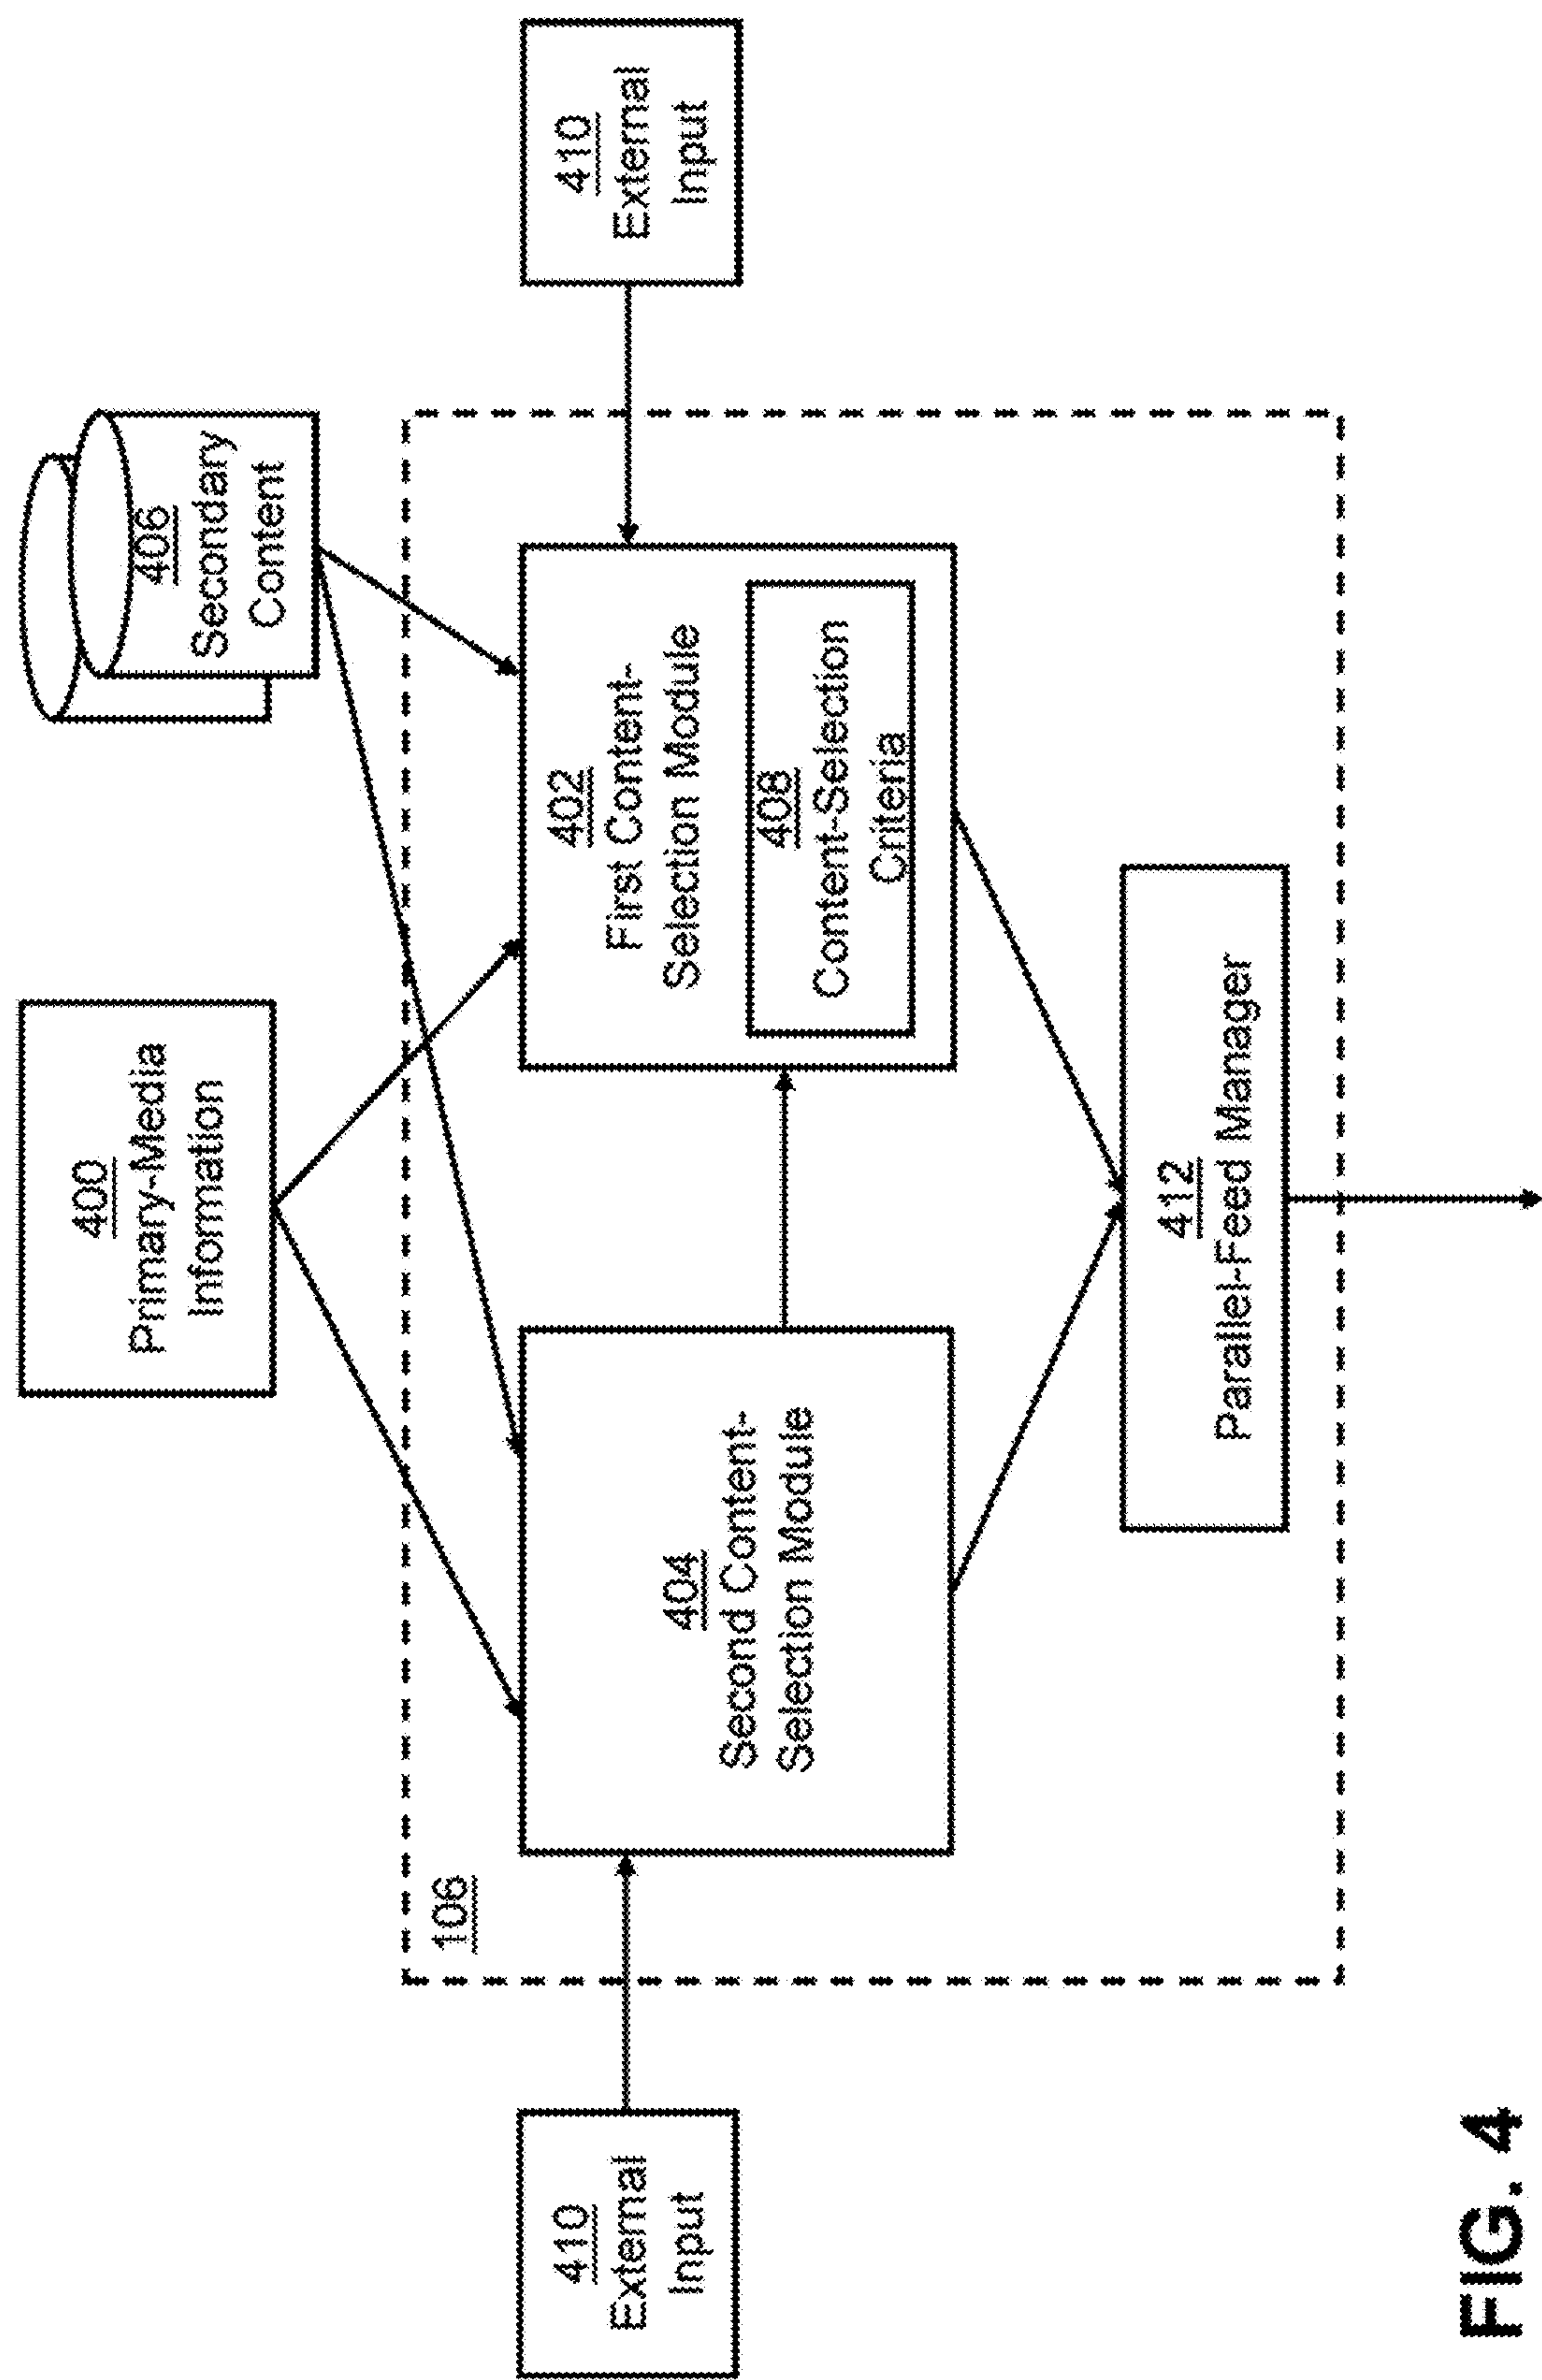 400
Primary-Media
Information
406
Secondary
Content
106
410
External
Input
404
Second Content-
Selection Module
402
First Content-
Selection Module
408
Content-Selection
Criteria
410
External
Input
412
Parallel-Feed Manager
FIG. 4